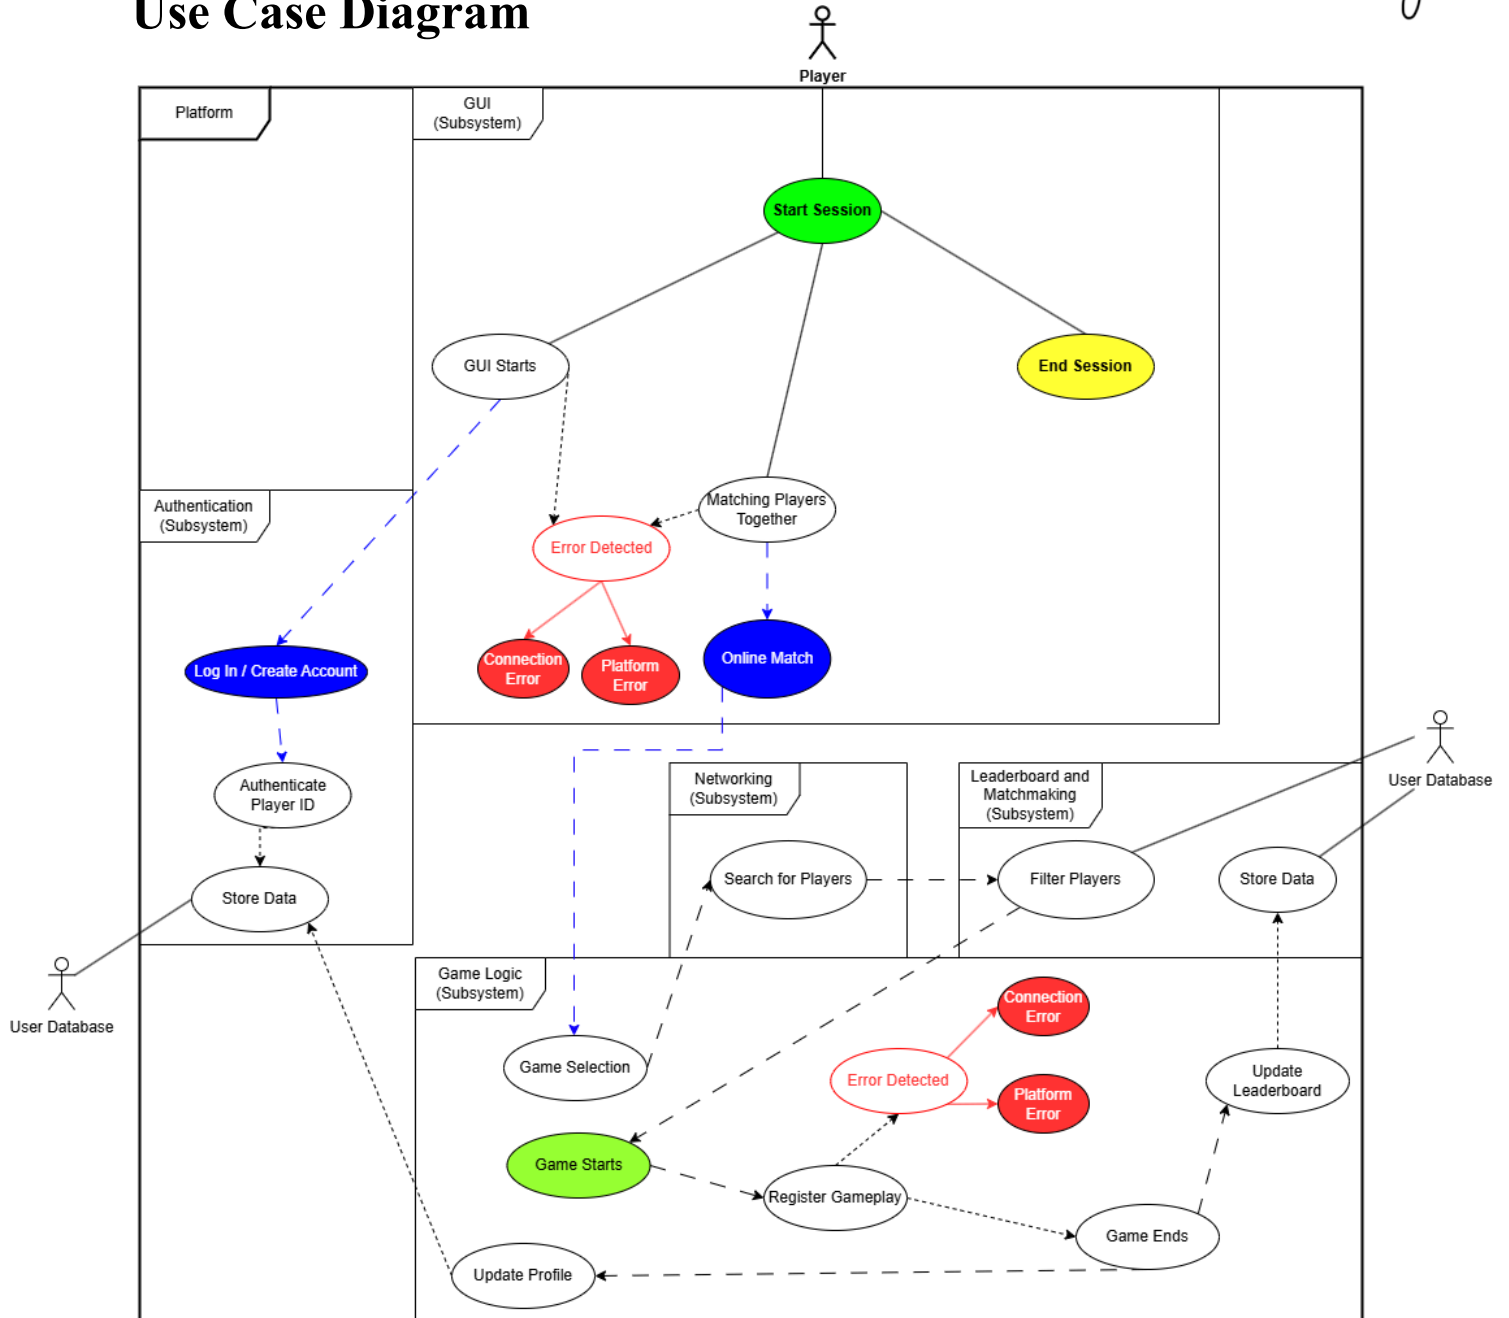 Use Case Diagram
Player
Platform
GUI
(Subsystem)
Start Session
GUI Starts
End Session
Authentication
(Subsystem)
Matching Players
Together
Error Detected
Connection
Error
Platform
Error
Online Match
Log In / Create Account
Authenticate
Player ID
Store Data
User Database
Networking
(Subsystem)
Leaderboard and
Matchmaking
(Subsystem)
User Database
Search for Players
Filter Players
Store Data
Game Logic
(Subsystem)
Game Selection
Connection
Error
Error Detected
Platform
Error
Update
Leaderboard
Game Starts
Register Gameplay
Game Ends
Update Profile